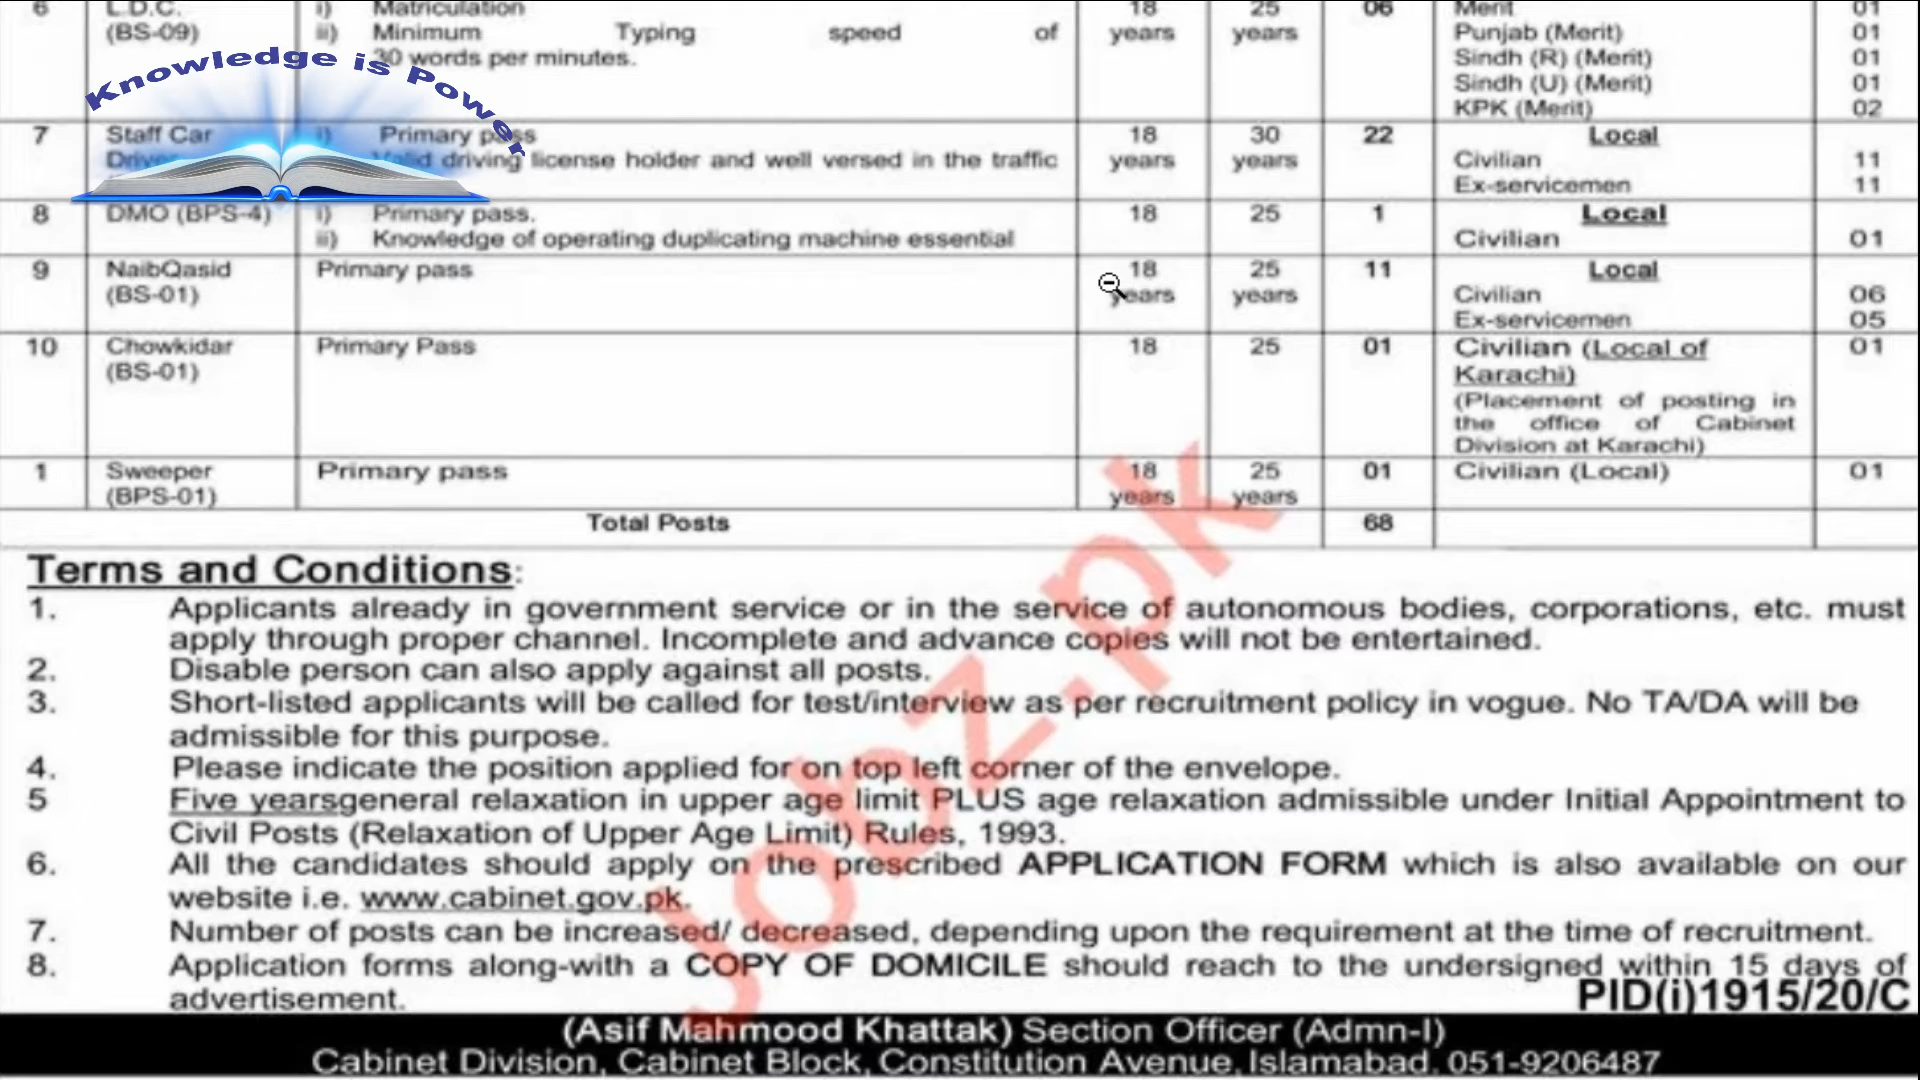 Knowledge is Power
6 L.D.C. i) Matriculation 18 25 06 Merit 01
(BS-09) ii) Minimum Typing speed of years years Punjab (Merit) 01
30 words per minutes. Sindh (R) (Merit) 01
Sindh (U) (Merit) 01
KPK (Merit) 02
7 Staff Car i) Primary pass 18 30 22 Local
driving license holder and well versed in the traffic years years Civilian 11
Ex-servicemen 11
8 DMO (BPS-4) i) Primary pass. 18 25 1 Local
ii) Knowledge of operating duplicating machine essential Civilian 01
9 NaibQasid Primary pass 18 25 11 Local
(BS-01) years years Civilian 06
Ex-servicemen 05
10 Chowkidar Primary Pass 18 25 01 Civilian (Local of 01
(BS-01) Karachi)
(Placement of posting in
the office of Cabinet
Division at Karachi)
1 Sweeper Primary pass 18 25 01 Civilian (Local) 01
(BPS-01) years years
Total Posts 68
Terms and Conditions:
1. Applicants already in government service or in the service of autonomous bodies, corporations, etc. must
apply through proper channel. Incomplete and advance copies will not be entertained.
2. Disable person can also apply against all posts.
3. Short-listed applicants will be called for test/interview as per recruitment policy in vogue. No TA/DA will be
admissible for this purpose.
4. Please indicate the position applied for on top left corner of the envelope.
5 Five yearsgeneral relaxation in upper age limit PLUS age relaxation admissible under Initial Appointment to
Civil Posts (Relaxation of Upper Age Limit) Rules, 1993.
6. All the candidates should apply on the prescribed APPLICATION FORM which is also available on our
website i.e. www.cabinet.gov.pk.
7. Number of posts can be increased/ decreased, depending upon the requirement at the time of recruitment.
8. Application forms along-with a COPY OF DOMICILE should reach to the undersigned within 15 days of
advertisement.
PID(i)1915/20/C
(Asif Mahmood Khattak) Section Officer (Admn-I)
Cabinet Division, Cabinet Block, Constitution Avenue, Islamabad. 051-9206487
Jobz.pk